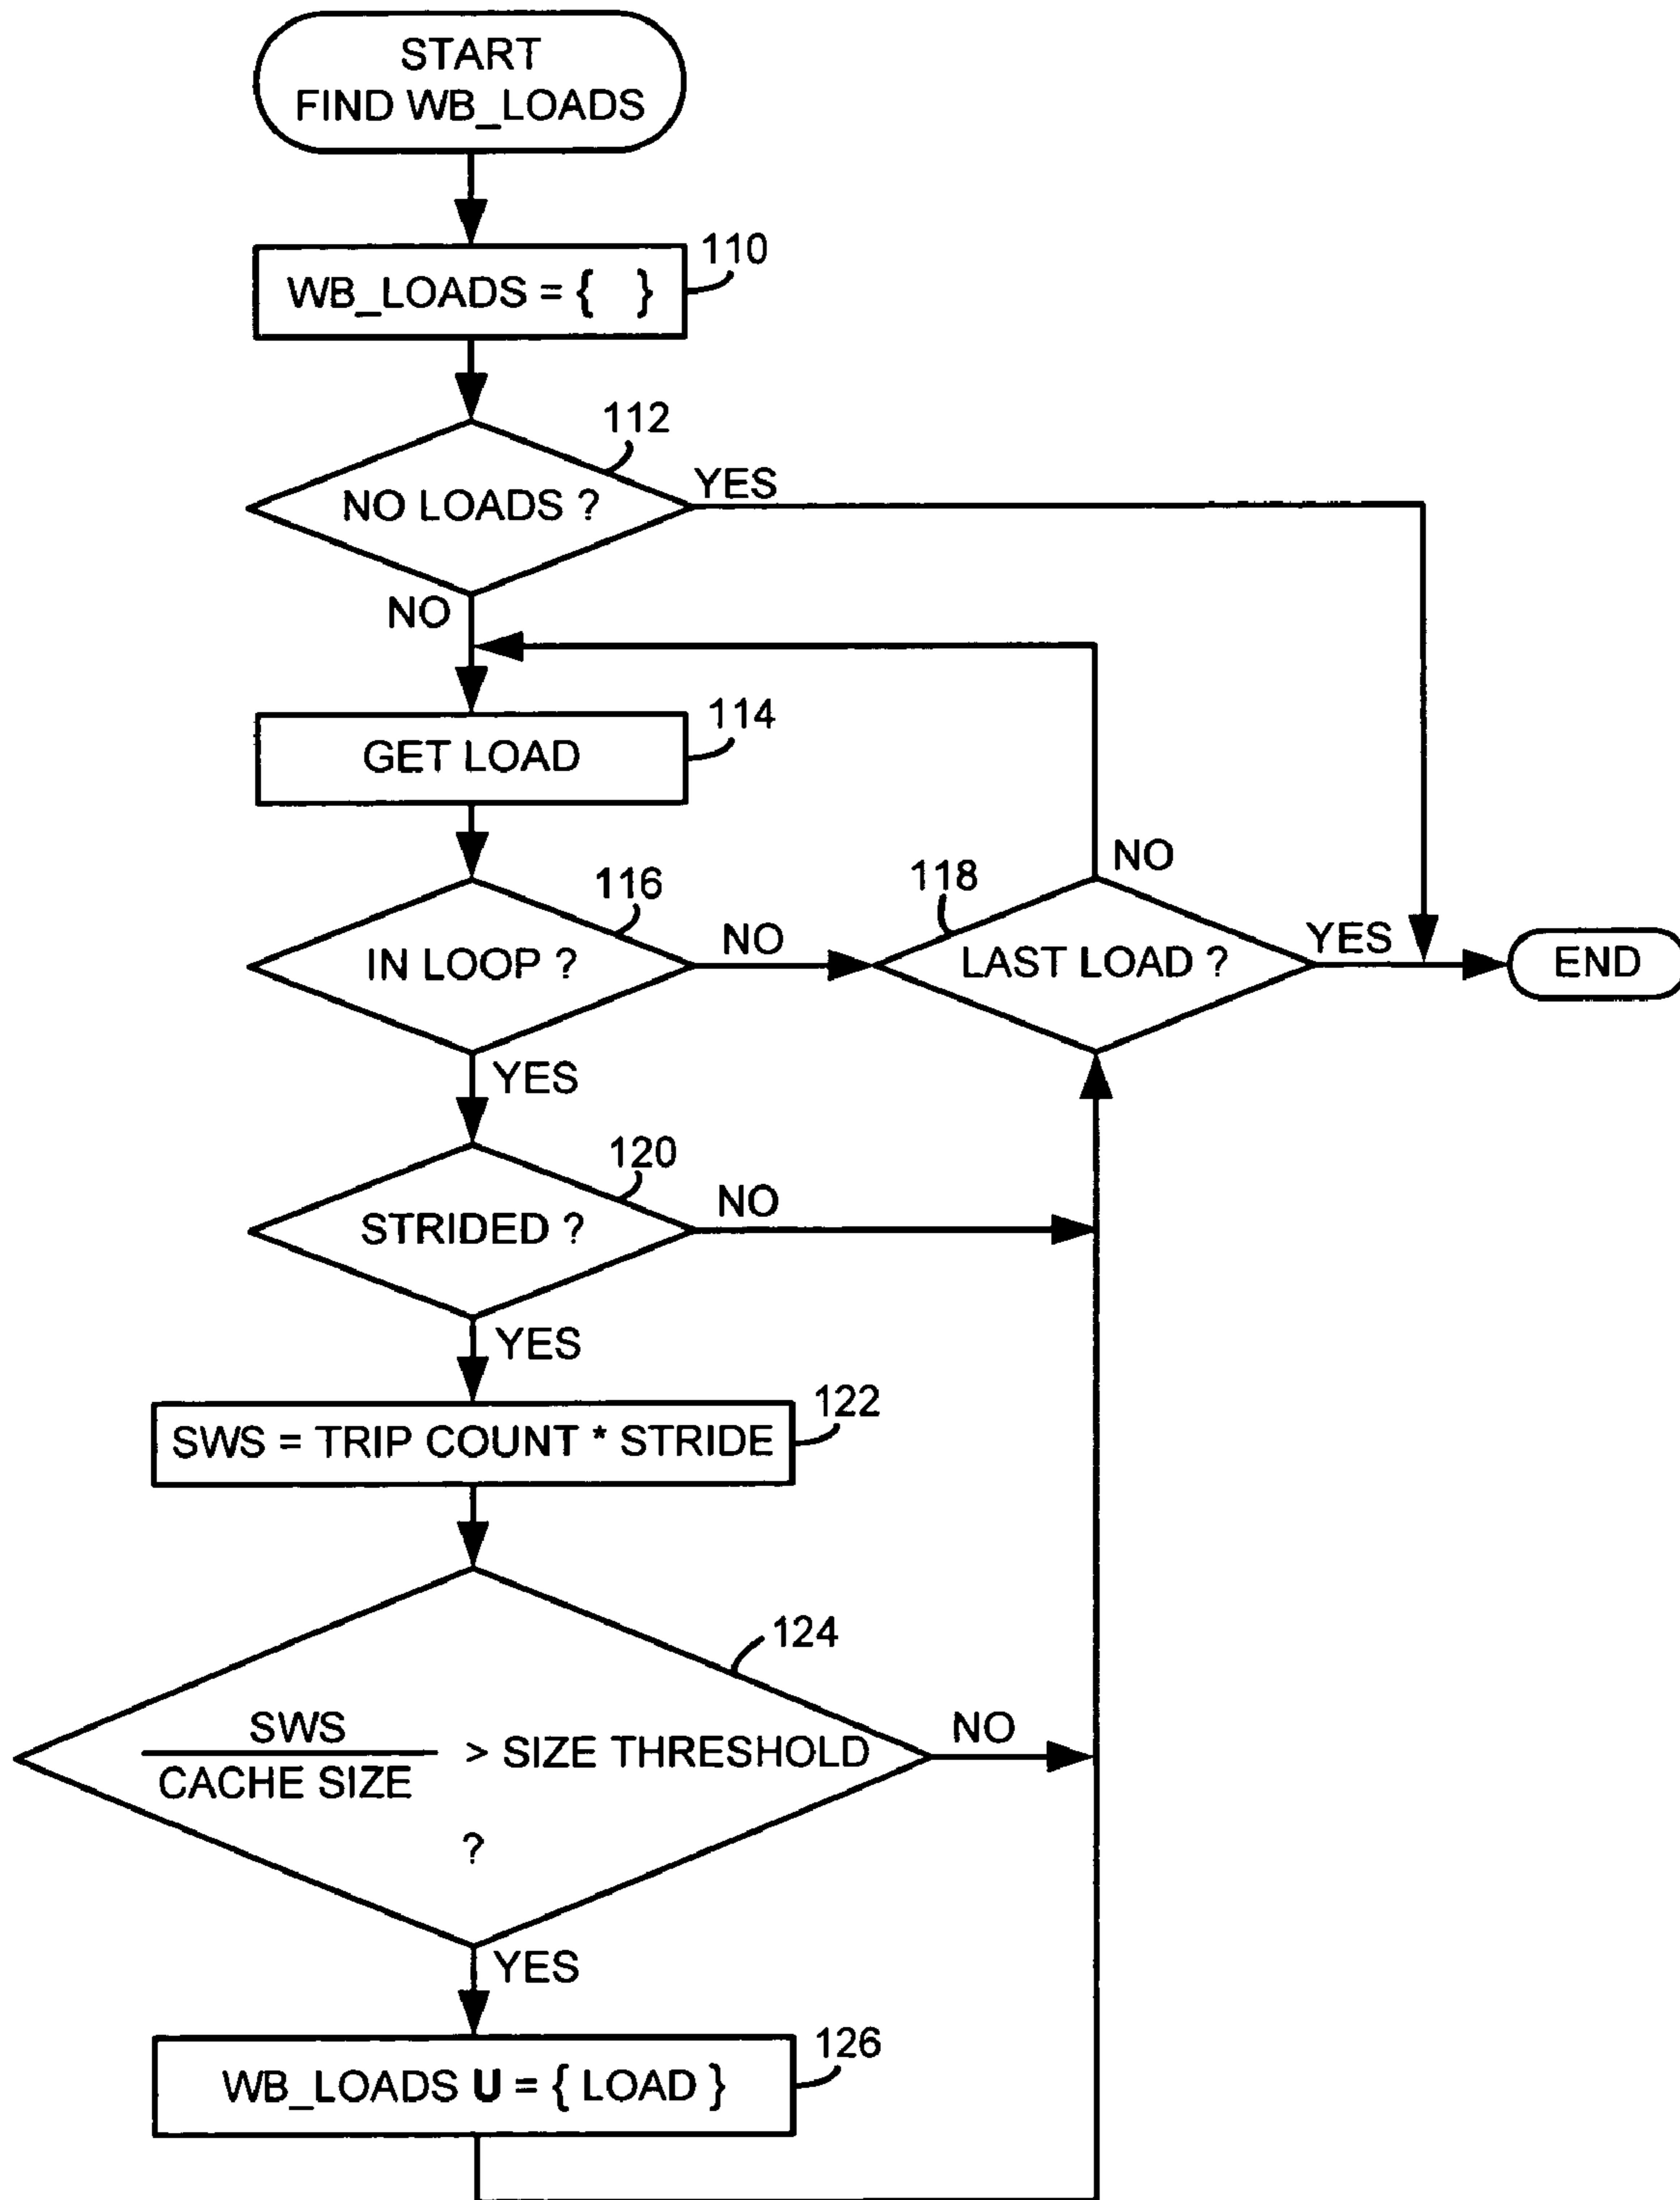 START
FIND WB_LOADS
110
WB_LOADS = { }
112
NO LOADS ?
YES
NO
114
GET LOAD
116
IN LOOP ?
NO
118
LAST LOAD ?
NO
YES
END
YES
120
STRIDED ?
NO
YES
122
SWS = TRIP COUNT * STRIDE
124
SWS
CACHE SIZE
> SIZE THRESHOLD
?
NO
YES
126
WB_LOADS U = { LOAD }